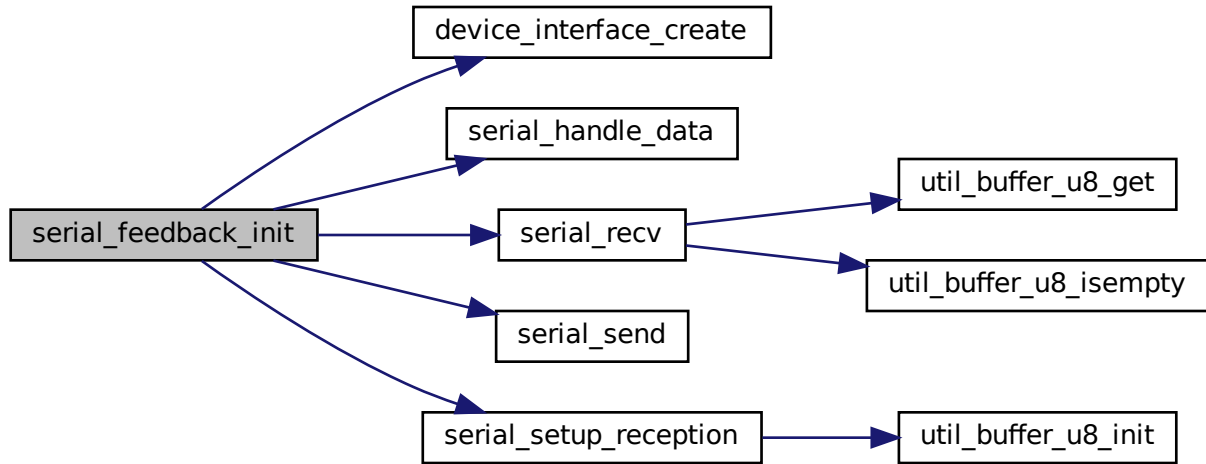 device_interface_create
serial_handle_data
util_buffer_u8_get
serial_feedback_init
serial_recv
util_buffer_u8_isempty
serial_send
serial_setup_reception
util_buffer_u8_init